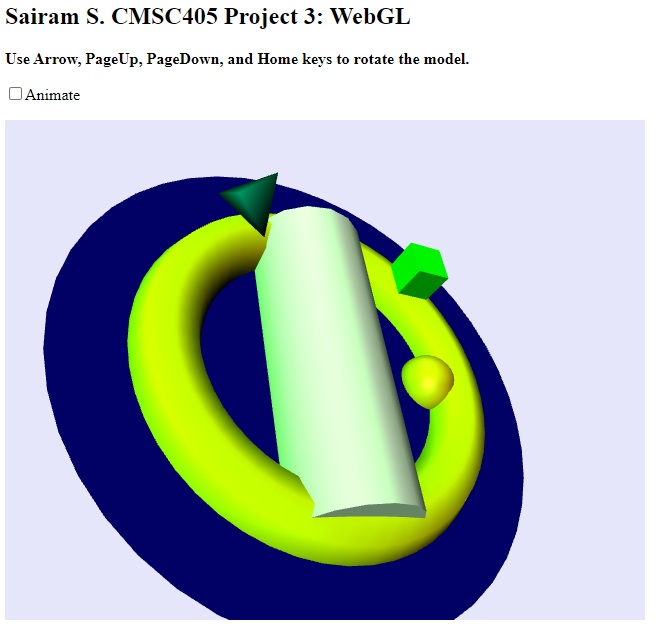 Sairam S. CMSC405 Project 3: WebGL
Use Arrow, PageUp, PageDown, and Home keys to rotate the model.
Animate